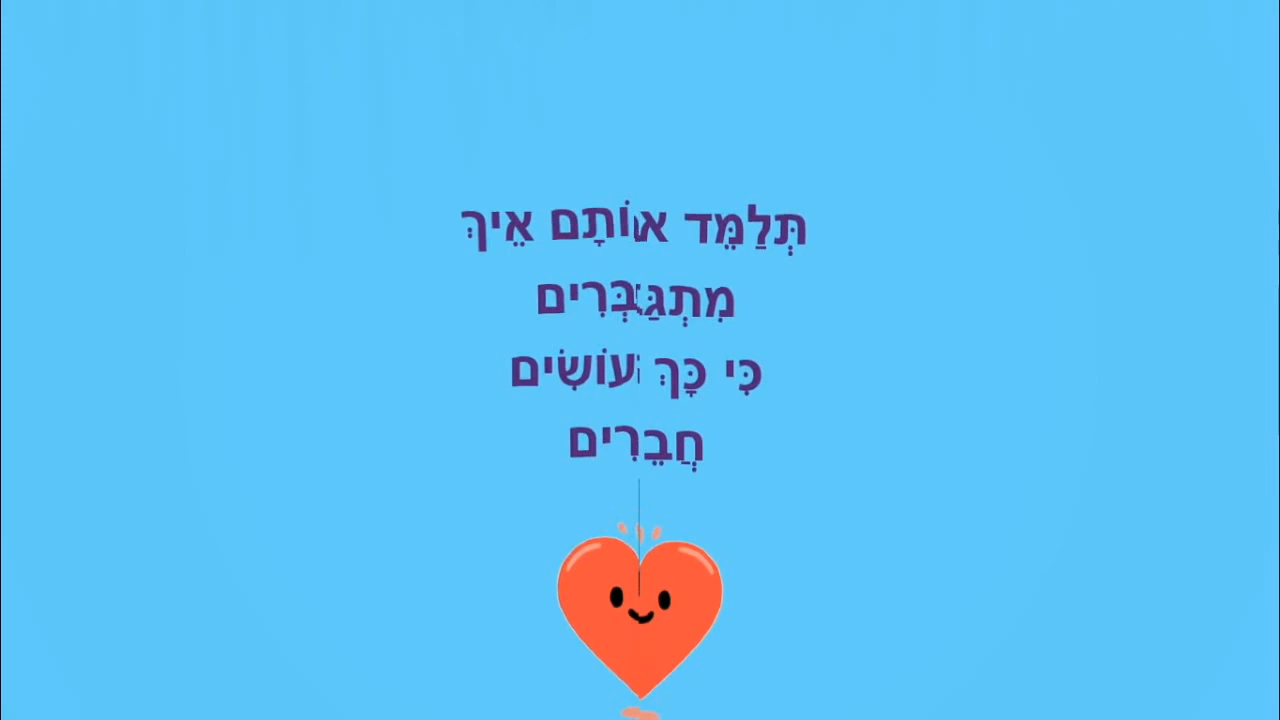 תְּלַמֵּד אוֹתָם אֵיךְ
מִתְגַּבְּרִים
כִּי כָּךְ עוֹשִׂים
חֲבֵרִים